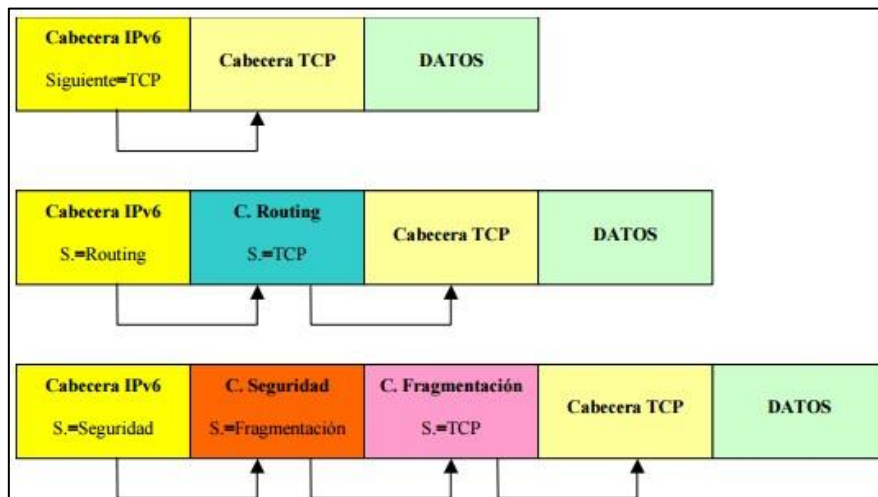 Cabecera IPv6
Siguiente=TCP
Cabecera TCP
DATOS
Cabecera IPv6
S.=Routing
C. Routing
S.=TCP
Cabecera TCP
DATOS
Cabecera IPv6
S.=Seguridad
C. Seguridad
S.=Fragmentación
C. Fragmentación
S.=TCP
Cabecera TCP
DATOS